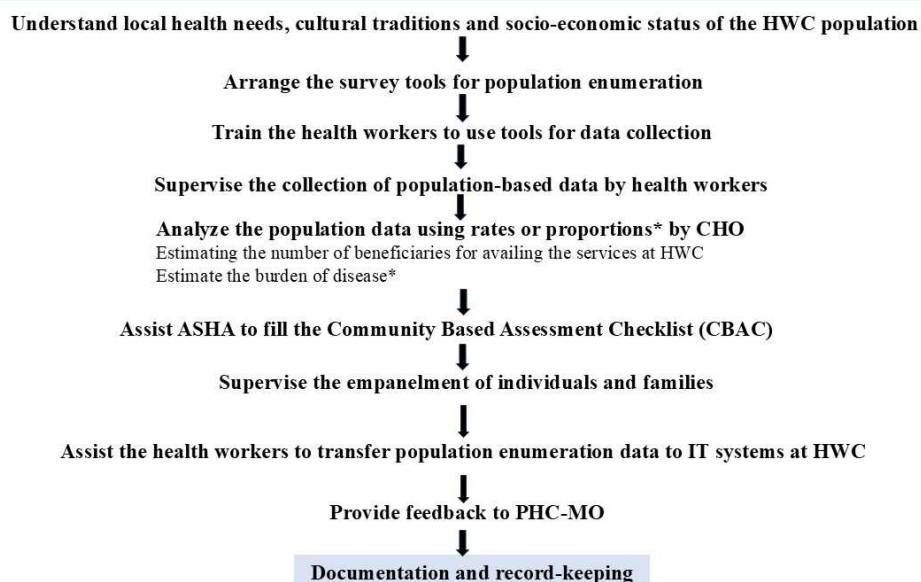 Understand local health needs, cultural traditions and socio-economic status of the HWC population
Arrange the survey tools for population enumeration
Train the health workers to use tools for data collection
Supervise the collection of population-based data by health workers
Analyze the population data using rates or proportions* by CHO
Estimating the number of beneficiaries for availing the services at HWC
Estimate the burden of disease*
Assist ASHA to fill the Community Based Assessment Checklist (CBAC)
Supervise the empanelment of individuals and families
Assist the health workers to transfer population enumeration data to IT systems at HWC
Provide feedback to PHC-MO
Documentation and record-keeping